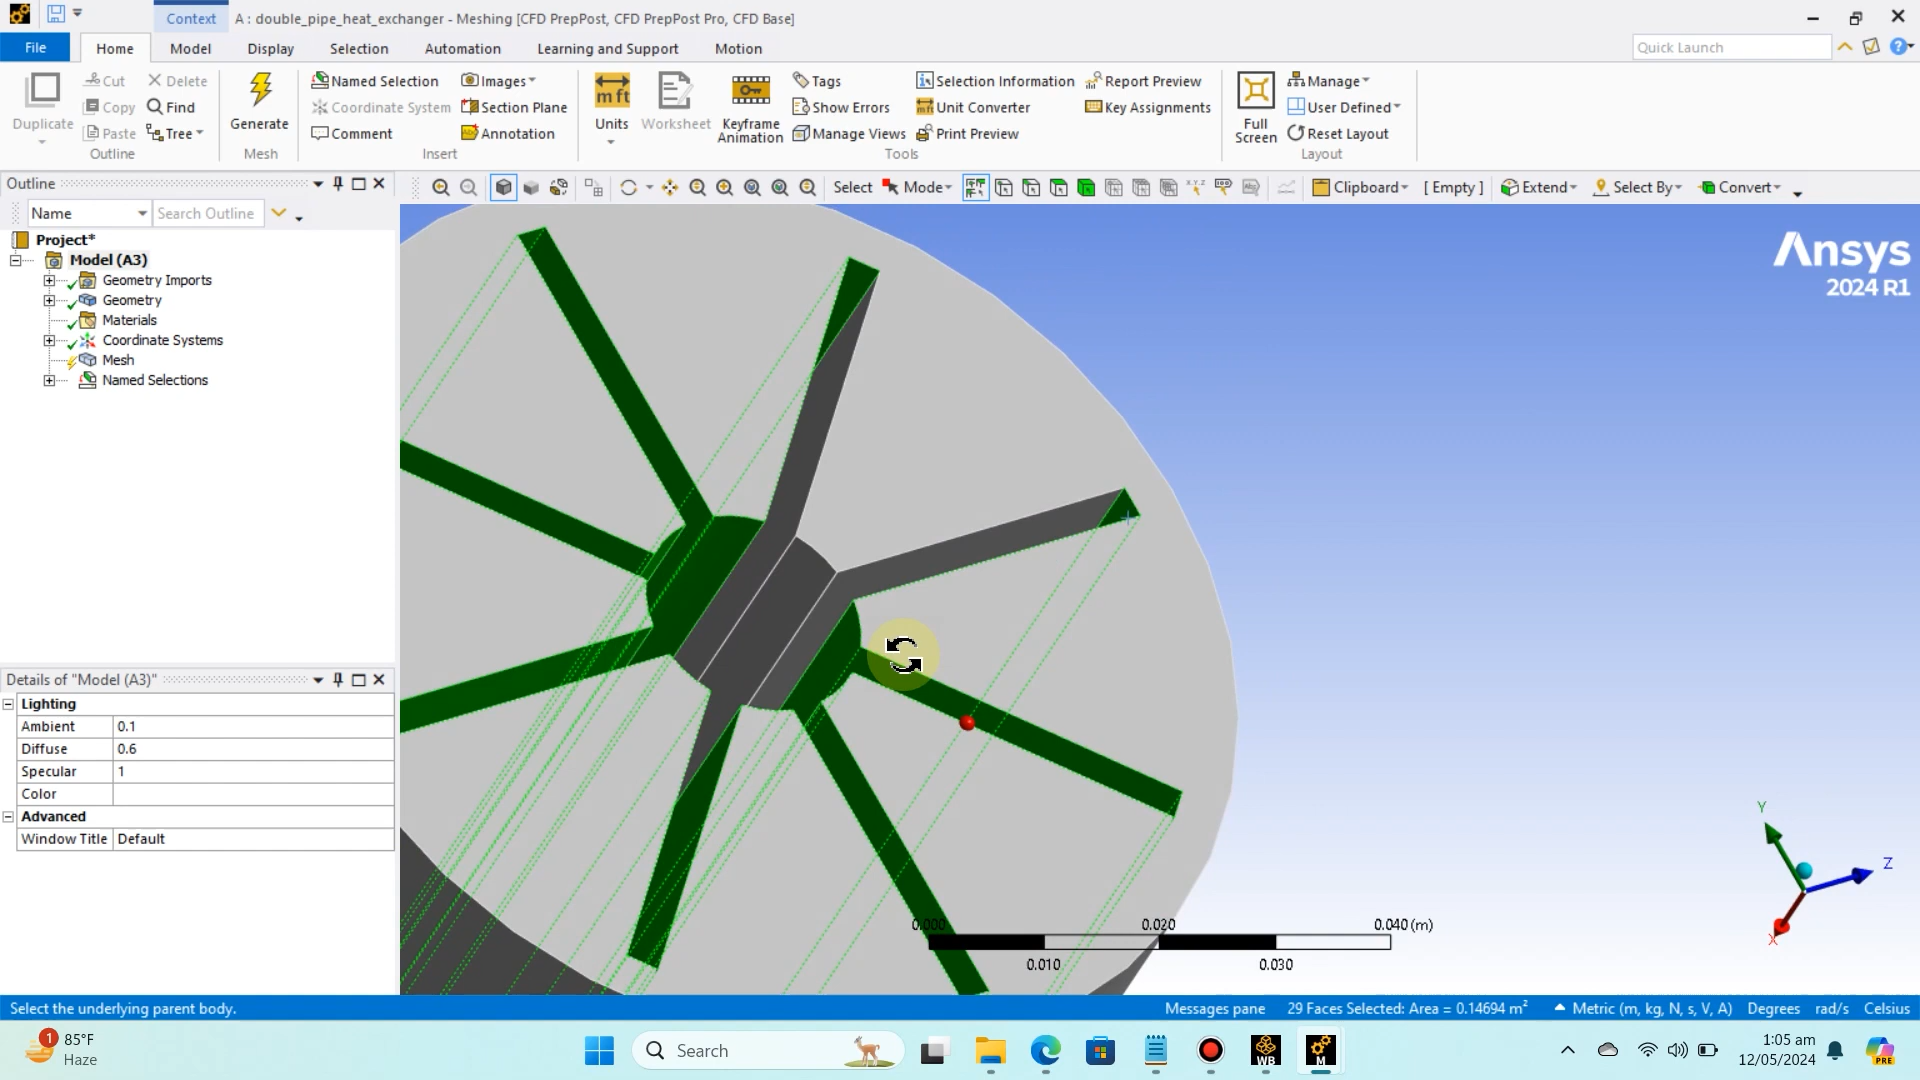 Context
A : double_pipe_heat_exchanger - Meshing [CFD PrepPost, CFD PrepPost Pro, CFD Base]
File
Home
Model
Display
Selection
Automation
Learning and Support
Motion
Quick Launch
Duplicate
Cut
Copy
Paste
Delete
Find
Tree
Outline
Generate
Mesh
Named Selection
Coordinate System
Comment
Images
Section Plane
Annotation
Insert
Units
Worksheet
Keyframe
Animation
Tags
Show Errors
Manage Views
Selection Information
Unit Converter
Print Preview
Report Preview
Key Assignments
Tools
Full
Screen
Manage
User Defined
Reset Layout
Layout
Outline
Select
Mode
Clipboard
[ Empty ]
Extend
Select By
Convert
Name
Search Outline
Project*
Model (A3)
Geometry Imports
Geometry
Materials
Coordinate Systems
Mesh
Named Selections
Ansys
2024 R1
Details of "Model (A3)"
Lighting
Ambient 0.1
Diffuse 0.6
Specular 1
Color
Advanced
Window Title Default
0.000 0.020 0.040 (m)
0.010 0.030
Y
Z
X
Select the underlying parent body.
Messages pane
29 Faces Selected: Area = 0.14694 m²
Metric (m, kg, N, s, V, A)
Degrees
rad/s
Celsius
1
85°F
Haze
Search
WB
M
1:05 am
12/05/2024
PRE